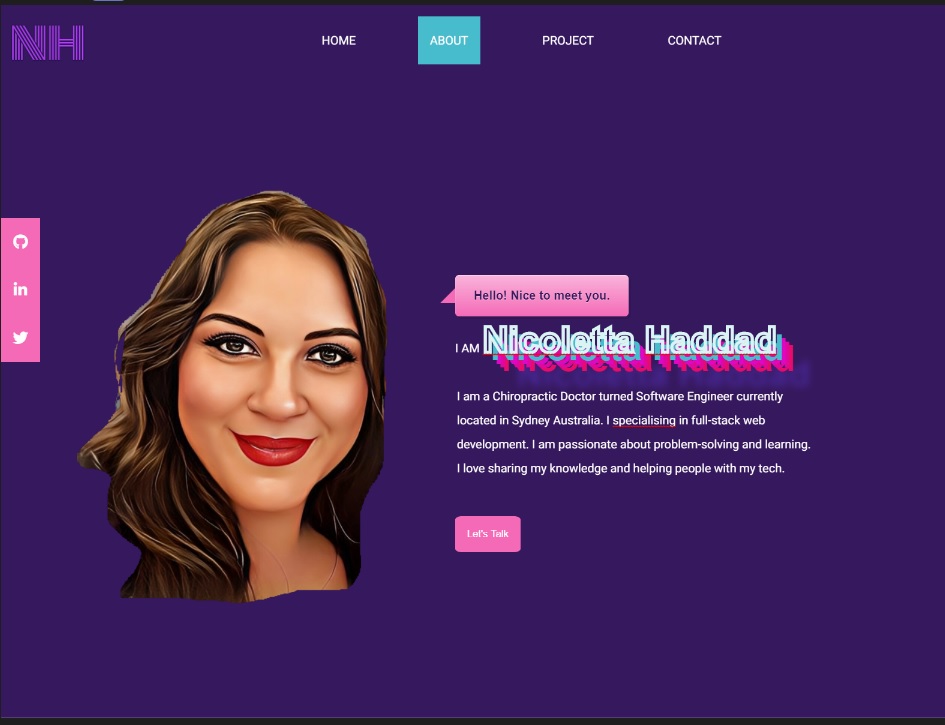 NH
HOME ABOUT PROJECT CONTACT
in
Hello! Nice to meet you.
I AM Nicoletta Haddad
I am a Chiropractic Doctor turned Software Engineer currently
located in Sydney Australia. I specialising in full-stack web
development. I am passionate about problem-solving and learning.
I love sharing my knowledge and helping people with my tech.
Let's Talk